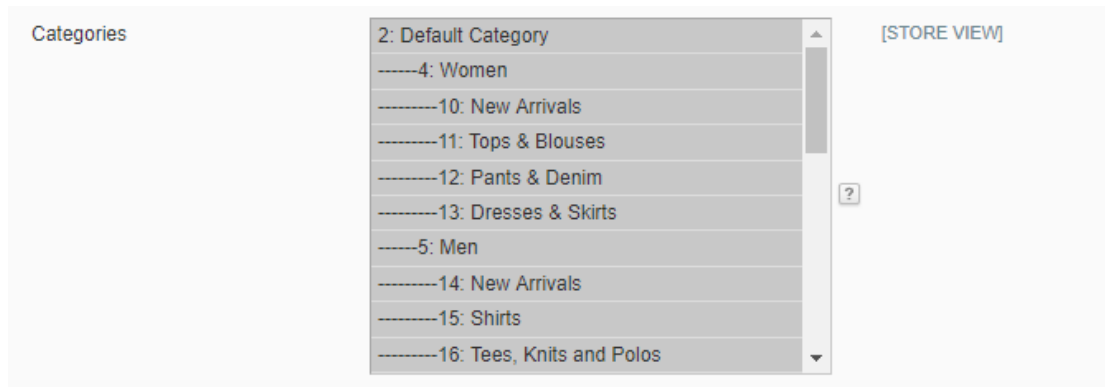 Categories
2: Default Category
[STORE VIEW]
------4: Women
---------10: New Arrivals
---------11: Tops & Blouses
---------12: Pants & Denim
?
---------13: Dresses & Skirts
------5: Men
---------14: New Arrivals
---------15: Shirts
---------16: Tees, Knits and Polos